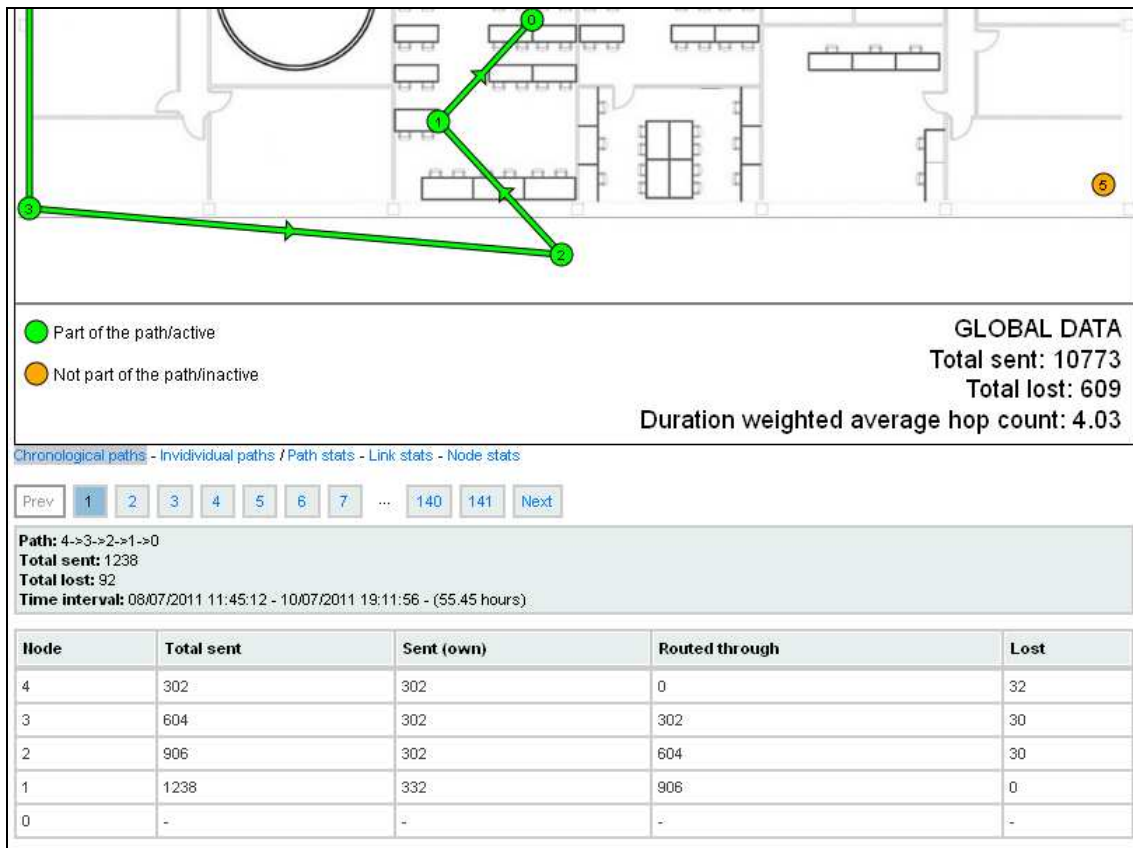 0
1
3
5
2
Part of the path/active
Not part of the path/inactive
GLOBAL DATA
Total sent: 10773
Total lost: 609
Duration weighted average hop count: 4.03
Chronological paths - Invidividual paths / Path stats - Link stats - Node stats
Prev 1 2 3 4 5 6 7 ... 140 141 Next
Path: 4->3->2->1->0
Total sent: 1238
Total lost: 92
Time interval: 08/07/2011 11:45:12 - 10/07/2011 19:11:56 - (55.45 hours)
Node Total sent Sent (own) Routed through Lost
4 302 302 0 32
3 604 302 302 30
2 906 302 604 30
1 1238 332 906 0
0 - - - -